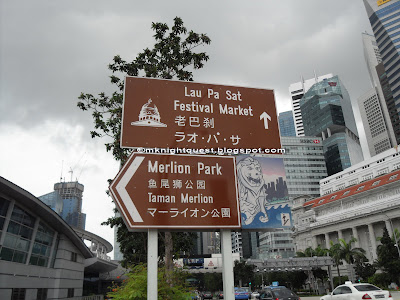 Lau Pa Sat
Festival Market
老巴刹
ラオ・パ・サ
©mknightquest.blogspot.com
Merlion Park
鱼尾狮公园
Taman Merlion
マーライオン公園